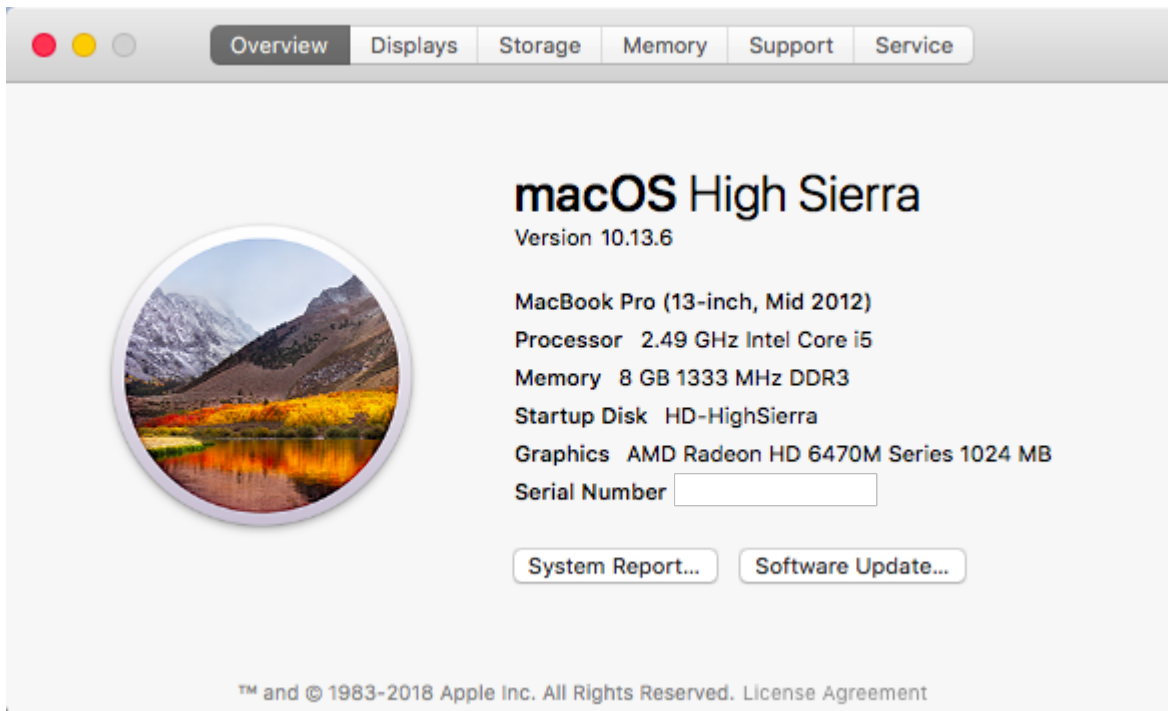 Overview Displays Storage Memory Support Service
macOS High Sierra
Version 10.13.6
MacBook Pro (13-inch, Mid 2012)
Processor 2.49 GHz Intel Core i5
Memory 8 GB 1333 MHz DDR3
Startup Disk HD-HighSierra
Graphics AMD Radeon HD 6470M Series 1024 MB
Serial Number
System Report...
Software Update...
™ and © 1983-2018 Apple Inc. All Rights Reserved. License Agreement